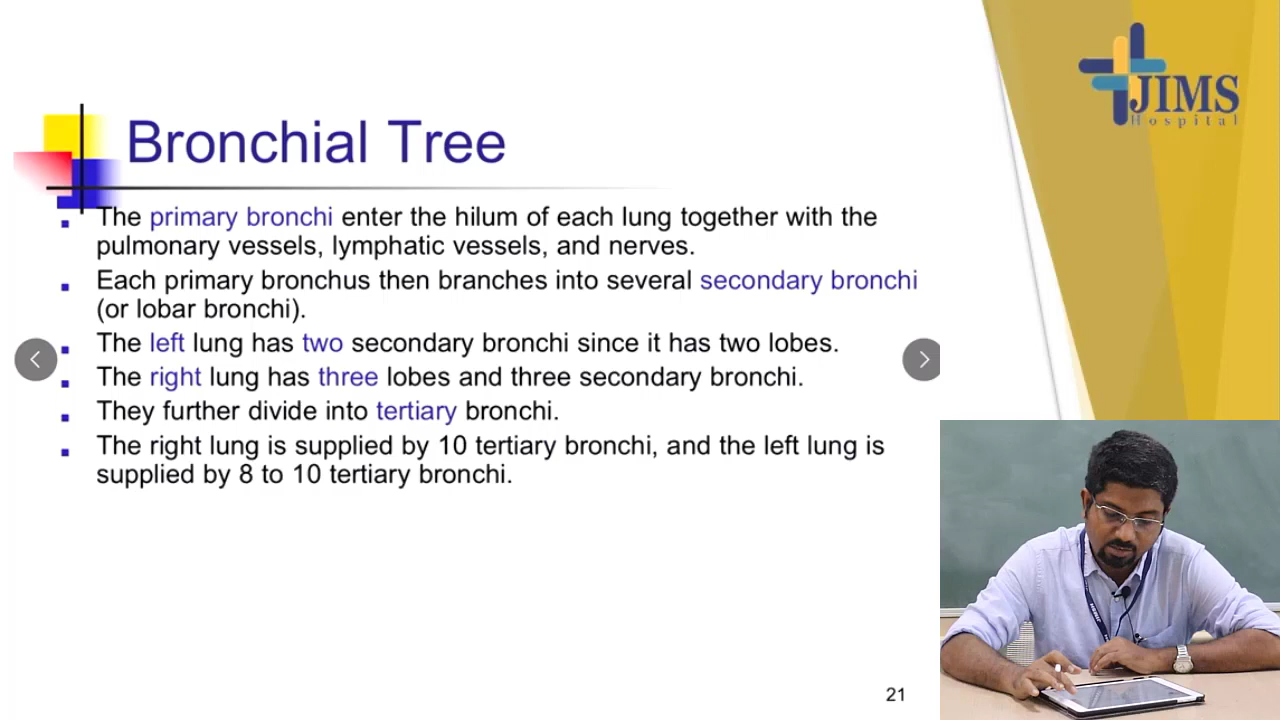 JIMS
Hospital
Bronchial Tree
The primary bronchi enter the hilum of each lung together with the
pulmonary vessels, lymphatic vessels, and nerves.
Each primary bronchus then branches into several secondary bronchi
(or lobar bronchi).
The left lung has two secondary bronchi since it has two lobes.
The right lung has three lobes and three secondary bronchi.
They further divide into tertiary bronchi.
The right lung is supplied by 10 tertiary bronchi, and the left lung is
supplied by 8 to 10 tertiary bronchi.
21